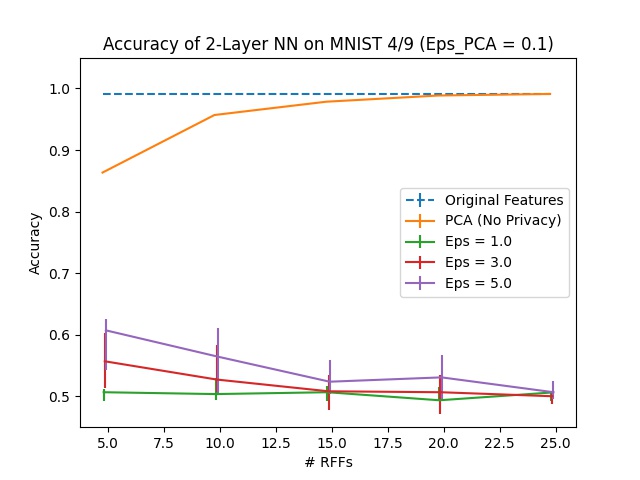 Accuracy of 2-Layer NN on MNIST 4/9 (Eps_PCA = 0.1)
1.0
0.9
0.8
0.7
0.6
0.5
Accuracy
Original Features
PCA (No Privacy)
Eps = 1.0
Eps = 3.0
Eps = 5.0
5.0 7.5 10.0 12.5 15.0 17.5 20.0 22.5 25.0
# RFFs